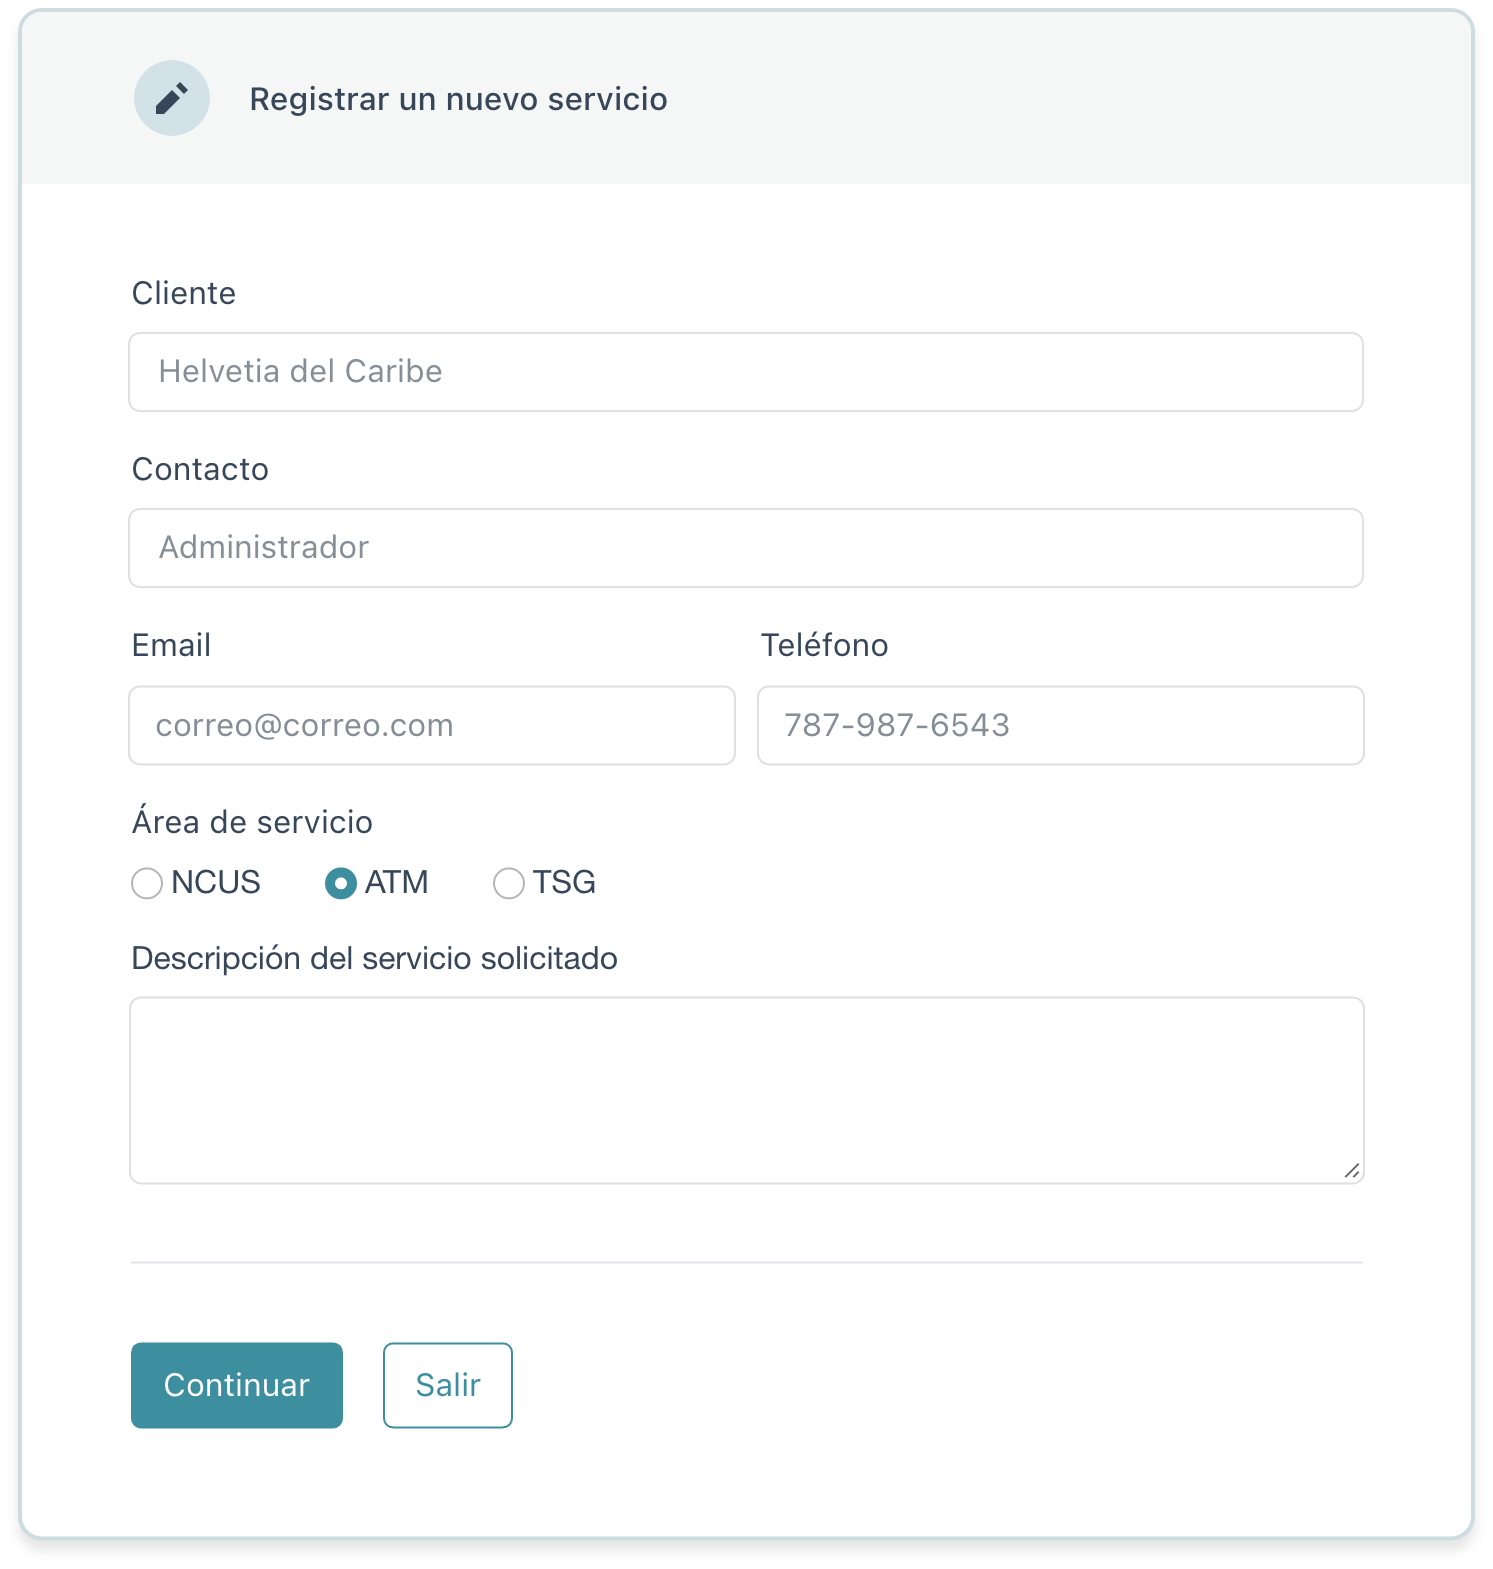 Registrar un nuevo servicio
Cliente
Helvetia del Caribe
Contacto
Administrador
Email
Teléfono
correo@correo.com
787-987-6543
Área de servicio
NCUS ATM TSG
Descripción del servicio solicitado
Continuar
Salir